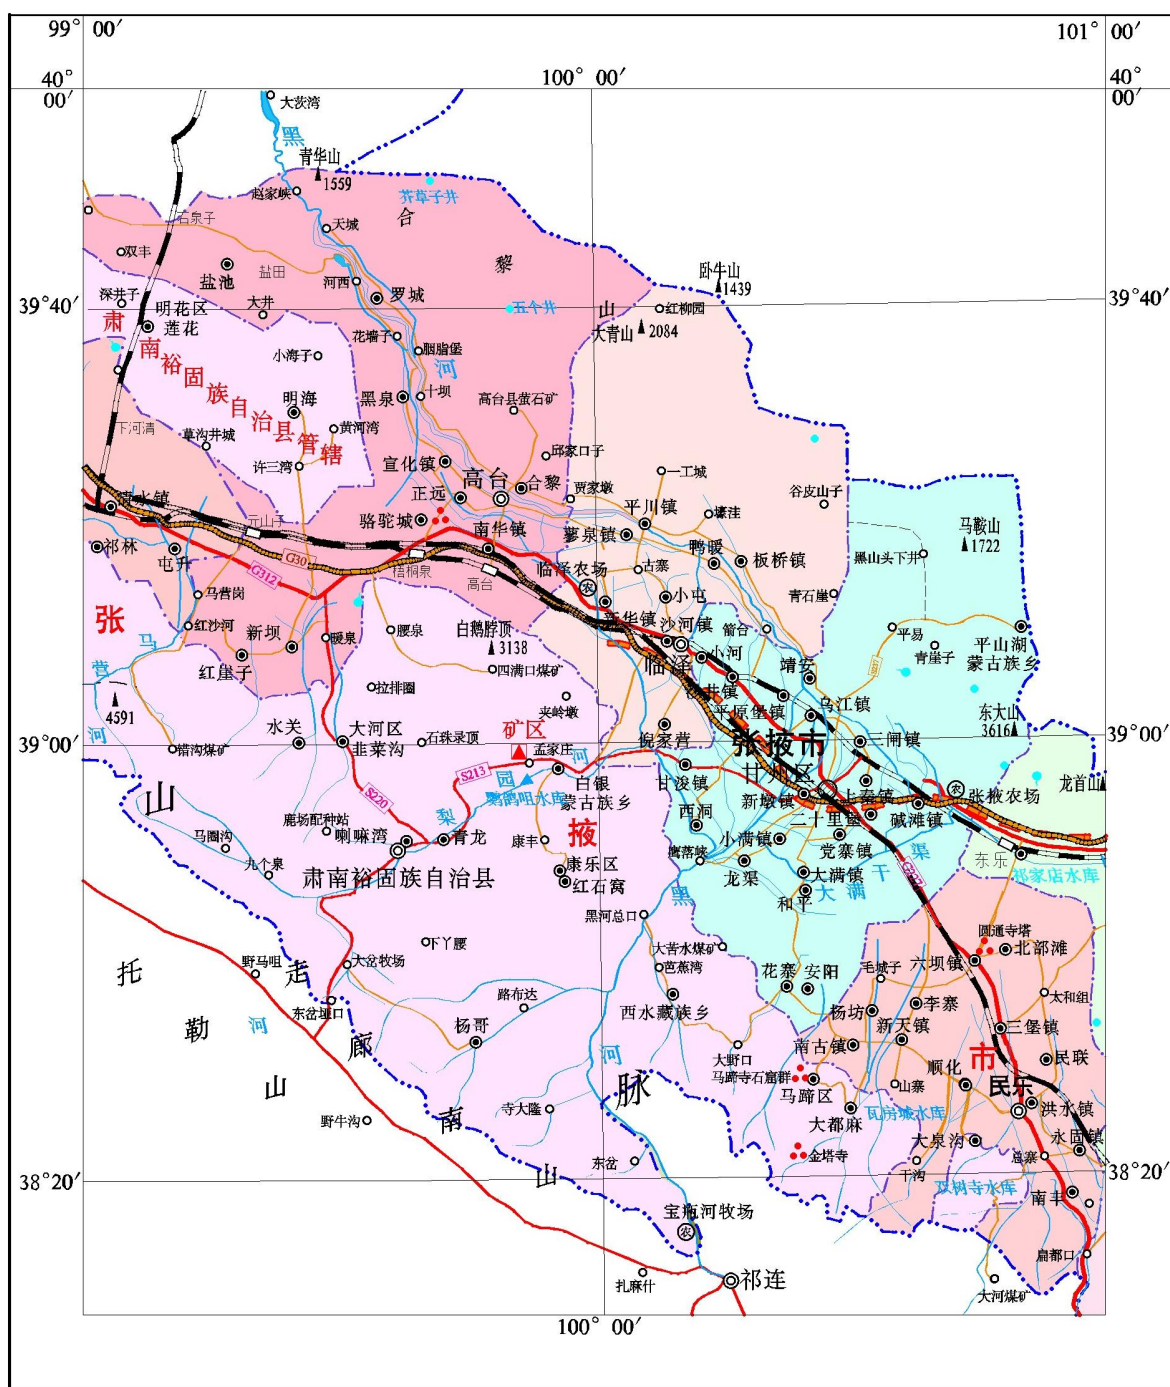 99° 00′
101° 00′
40° 00′
100° 00′
40° 00′
大茨湾
黑
青华山
1559
赵家峡
芥草子井
合
石泉子
天城
双丰
盐池
盐田
黎
卧牛山
1439
深井子
河西
罗城
39° 40′
39° 40′
明花区
莲花
大井
五个井
山
红柳园
大青山
2084
肃南裕固族自治县管辖
花墙子
胭脂堡
河
小海子
明海
黑泉
十坝
高台县萤石矿
下河清
草沟井城
黄河湾
许三湾
宣化镇
邱家口子
一工城
高台
合黎
贾家墩
谷皮山子
清水镇
正远
平川镇
壕洼
元山子
骆驼城
南华镇
蓼泉镇
鸭暖
马鞍山
1722
祁林
屯升
G30
G312
梧桐泉
高台
临泽农场
古寨
板桥镇
黑山头下井
马营岗
小屯
青石崖
张
红沙河
新坝
暖泉
腰泉
白鹅脖顶
3138
新华镇
沙河镇
箭台
平易
平山湖
蒙古族乡
马营河
红崖子
四满口煤矿
临泽
小河
靖安
青崖子
4591
拉排圈
夹岭墩
沙井镇
平原堡镇
乌江镇
东大山
3616
39° 00′
39° 00′
错沟煤矿
水关
大河区
韭菜沟
石珠录顶
矿区
孟家庄
河
倪家营
张掖市
三闸镇
甘州区
S213
园
白银
蒙古族乡
甘浚镇
新墩镇
上秦镇
张掖农场
龙首山
山
S220
鹦鹉咀水库
梨
西洞
二十里堡
碱滩镇
鹿场配种站
喇嘛湾
青龙
康丰
掖
小满镇
党寨镇
马圈沟
鹰落峡
东乐
九个泉
肃南裕固族自治县
康乐区
红石窝
龙渠
大满镇
大满干渠
祁家店水库
G227
和平
黑
黑河总口
圆通寺塔
下丫腰
大苦水煤矿
六坝镇
北部滩
托
野马咀
走
大岔牧场
芭蕉湾
花寨
安阳
毛城子
东岔垭口
路布达
西水藏族乡
杨坊
李寨
太和组
勒
河
杨哥
新天镇
三堡镇
廊
河
大野口
南古镇
市
民联
山
马蹄寺石窟群
马蹄区
山寨
顺化
脉
民乐
野牛沟
南
寺大隆
大都麻
瓦房城水库
洪水镇
大泉沟
永固镇
东岔
金塔寺
干沟
总寨
38° 20′
38° 20′
山
双树寺水库
南丰
宝瓶河牧场
扁都口
扎麻什
祁连
大河煤矿
100° 00′